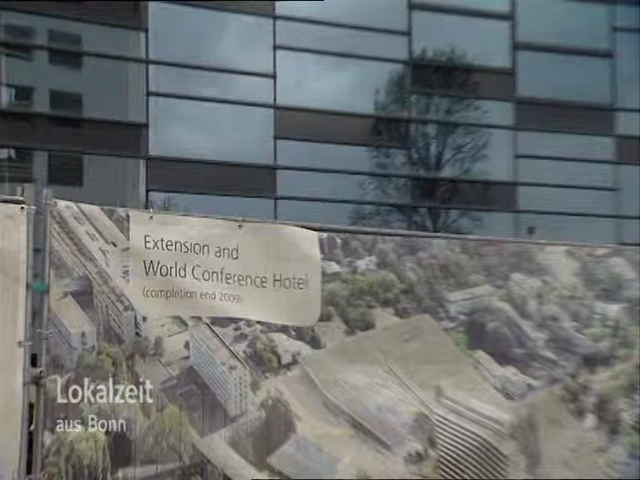 Extension and
World Conference Hotel
(completion end 2009)
Lokalzeit
aus Bonn